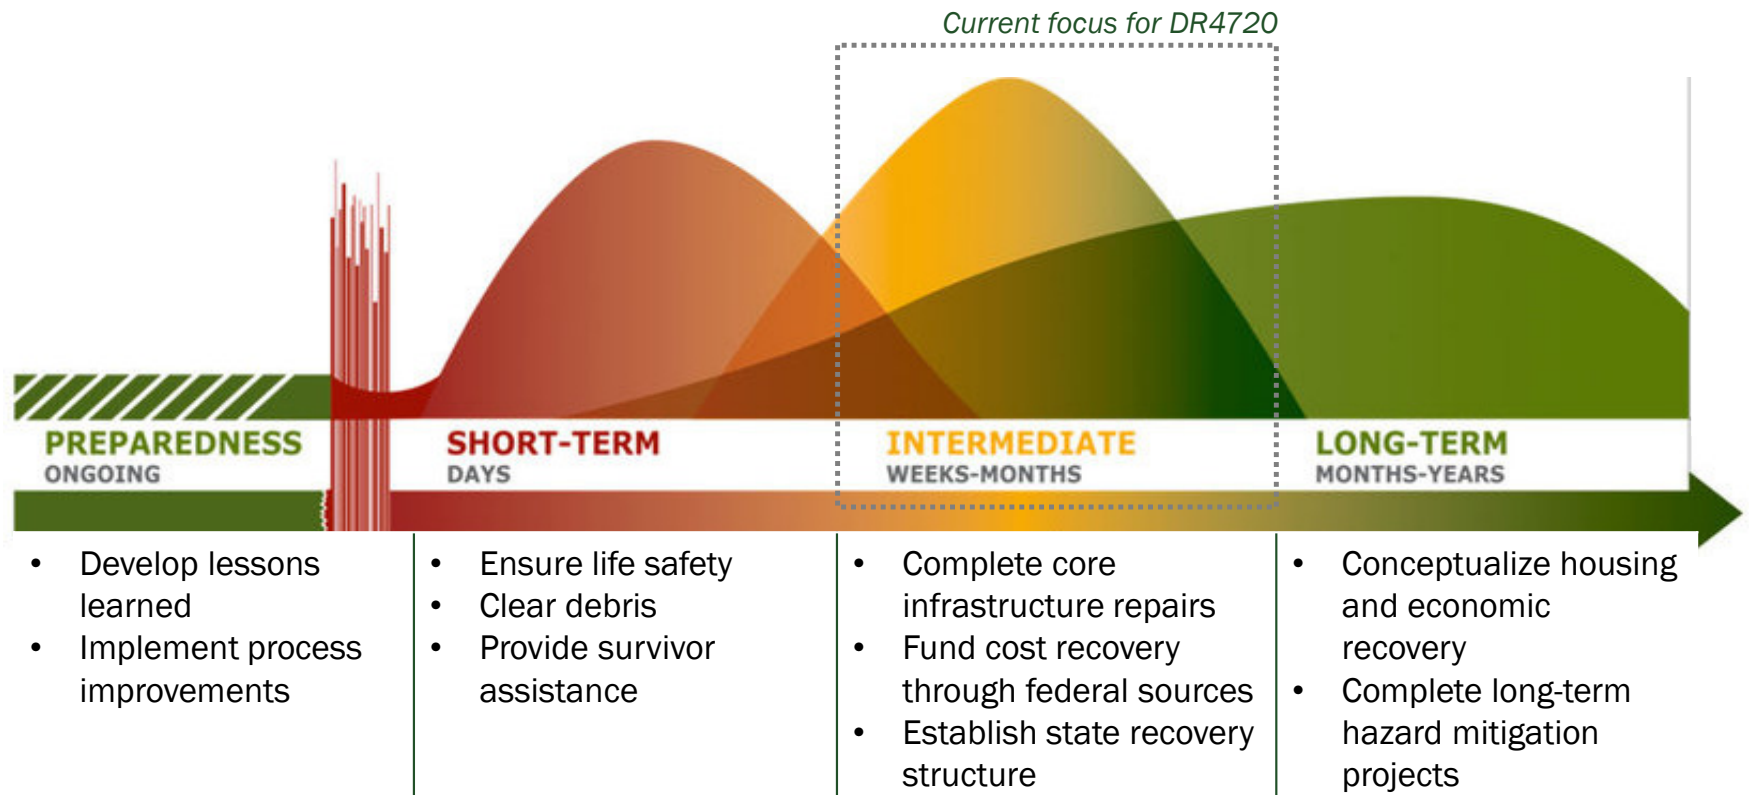 Current focus for DR4720
PREPAREDNESS
ONGOING
SHORT-TERM
DAYS
INTERMEDIATE
WEEKS-MONTHS
LONG-TERM
MONTHS-YEARS
• Develop lessons
learned
• Implement process
improvements
• Ensure life safety
• Clear debris
• Provide survivor
assistance
• Complete core
infrastructure repairs
• Fund cost recovery
through federal sources
• Establish state recovery
structure
• Conceptualize housing
and economic
recovery
• Complete long-term
hazard mitigation
projects